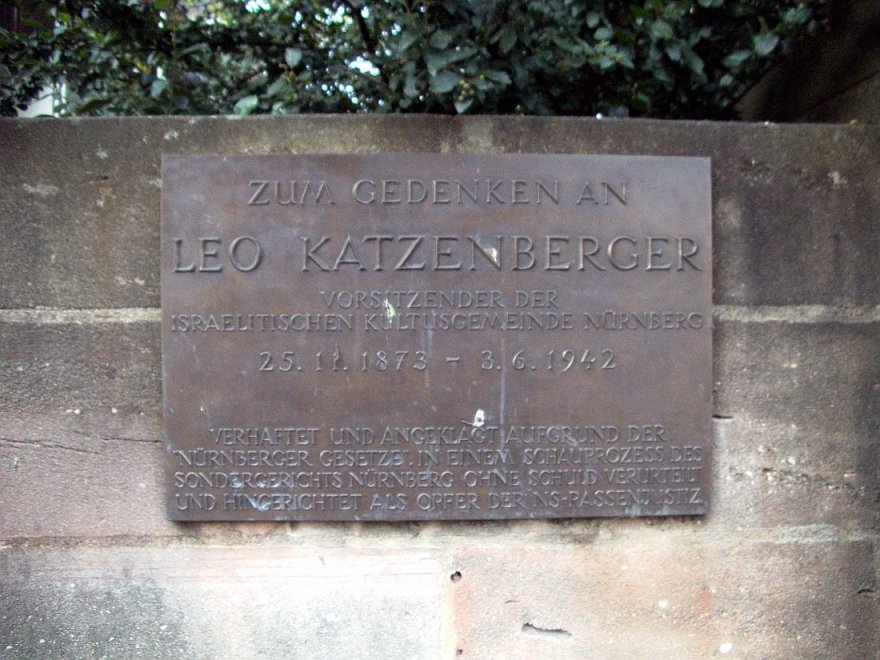 ZUM GEDENKEN AN
LEO KATZENBERGER
VORSITZENDER DER
ISRAELITISCHEN KULTUSGEMEINDE NÜRNBERG
25. 11. 1873 – 3. 6. 1942
VERHAFTET UND ANGEKLAGT AUFGRUND DER
NÜRNBERGER GESETZE. IN EINEM SCHAUPROZESS DES
SONDERGERICHTS NÜRNBERG OHNE SCHULD VERURTEILT
UND HINGERICHTET ALS OPFER DER NS-RASSENJUSTIZ.